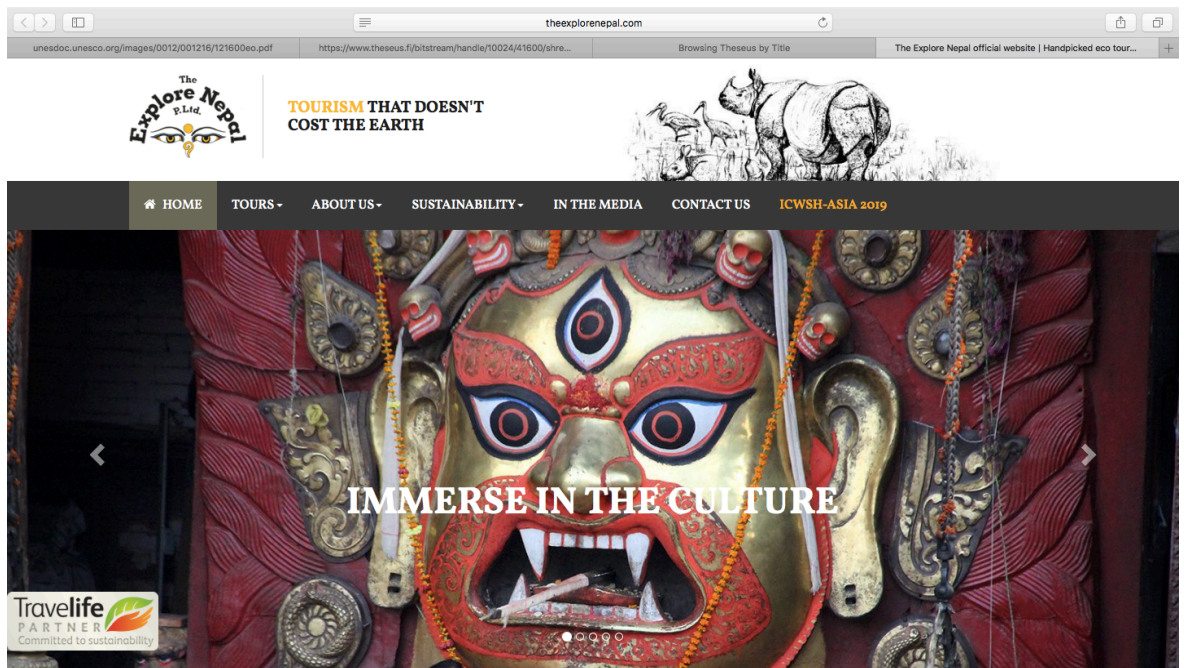 theexplorenepal.com
unesdoc.unesco.org/images/0012/001216/121600eo.pdf
https://www.theseus.fi/bitstream/handle/10024/41600/shre...
Browsing Theseus by Title
The Explore Nepal official website | Handpicked eco tour...
The
Explore Nepal
P.Ltd.
TOURISM THAT DOESN'T
COST THE EARTH
HOME
TOURS
ABOUT US
SUSTAINABILITY
IN THE MEDIA
CONTACT US
ICWSH-ASIA 2019
IMMERSE IN THE CULTURE
Travelife
PARTNER
Committed to sustainability